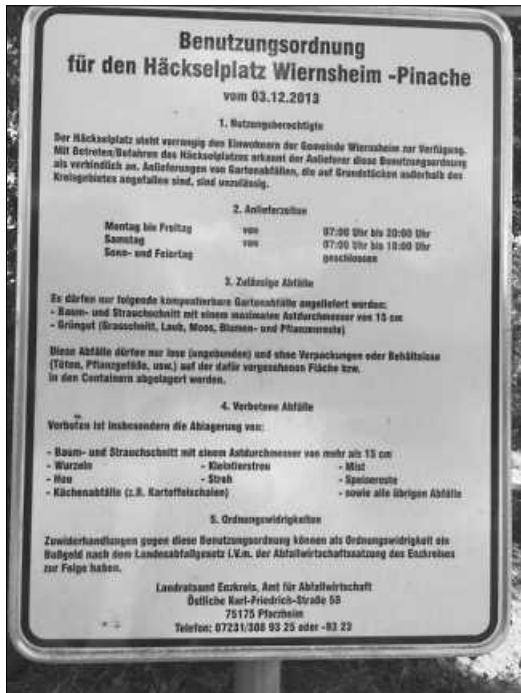 Benutzungsordnung
für den Häckselplatz Wiernsheim -Pinache
vom 03.12.2013
1. Nutzungsberechtigte
Der Häckselplatz steht vorrangig den Einwohnern der Gemeinde Wiernsheim zur Verfügung.
Mit Betreten/Befahren des Häckselplatzes erkennt der Anlieferer diese Benutzungsordnung
als verbindlich an. Anlieferungen von Gartenabfällen, die auf Grundstücken außerhalb des
Kreisgebietes angefallen sind, sind unzulässig.
2. Anlieferzeiten
Montag bis Freitag von 07:00 Uhr bis 20:00 Uhr
Samstag von 07:00 Uhr bis 18:00 Uhr
Sonn- und Feiertag geschlossen
3. Zulässige Abfälle
Es dürfen nur folgende kompostierbare Gartenabfälle angeliefert werden:
- Baum- und Strauchschnitt mit einem maximalen Astdurchmesser von 15 cm
- Grüngut (Grasschnitt, Laub, Moos, Blumen- und Pflanzenreste)
Diese Abfälle dürfen nur lose (ungebunden) und ohne Verpackungen oder Behältnisse
(Tüten, Pflanzgefäße, usw.) auf der dafür vorgesehenen Fläche bzw.
in den Containern abgelagert werden.
4. Verbotene Abfälle
Verboten ist insbesondere die Ablagerung von:
- Baum- und Strauchschnitt mit einem Astdurchmesser von mehr als 15 cm
- Wurzeln - Kleintierstreu - Mist
- Heu - Stroh - Speisereste
- Küchenabfälle (z.B. Kartoffelschalen) - sowie alle übrigen Abfälle
5. Ordnungswidrigkeiten
Zuwiderhandlungen gegen diese Benutzungsordnung können als Ordnungswidrigkeit ein
Bußgeld nach dem Landesabfallgesetz i.V.m. der Abfallwirtschaftssatzung des Enzkreises
zur Folge haben.
Landratsamt Enzkreis, Amt für Abfallwirtschaft
Östliche Karl-Friedrich-Straße 58
75175 Pforzheim
Telefon: 07231/308 93 25 oder -93 23